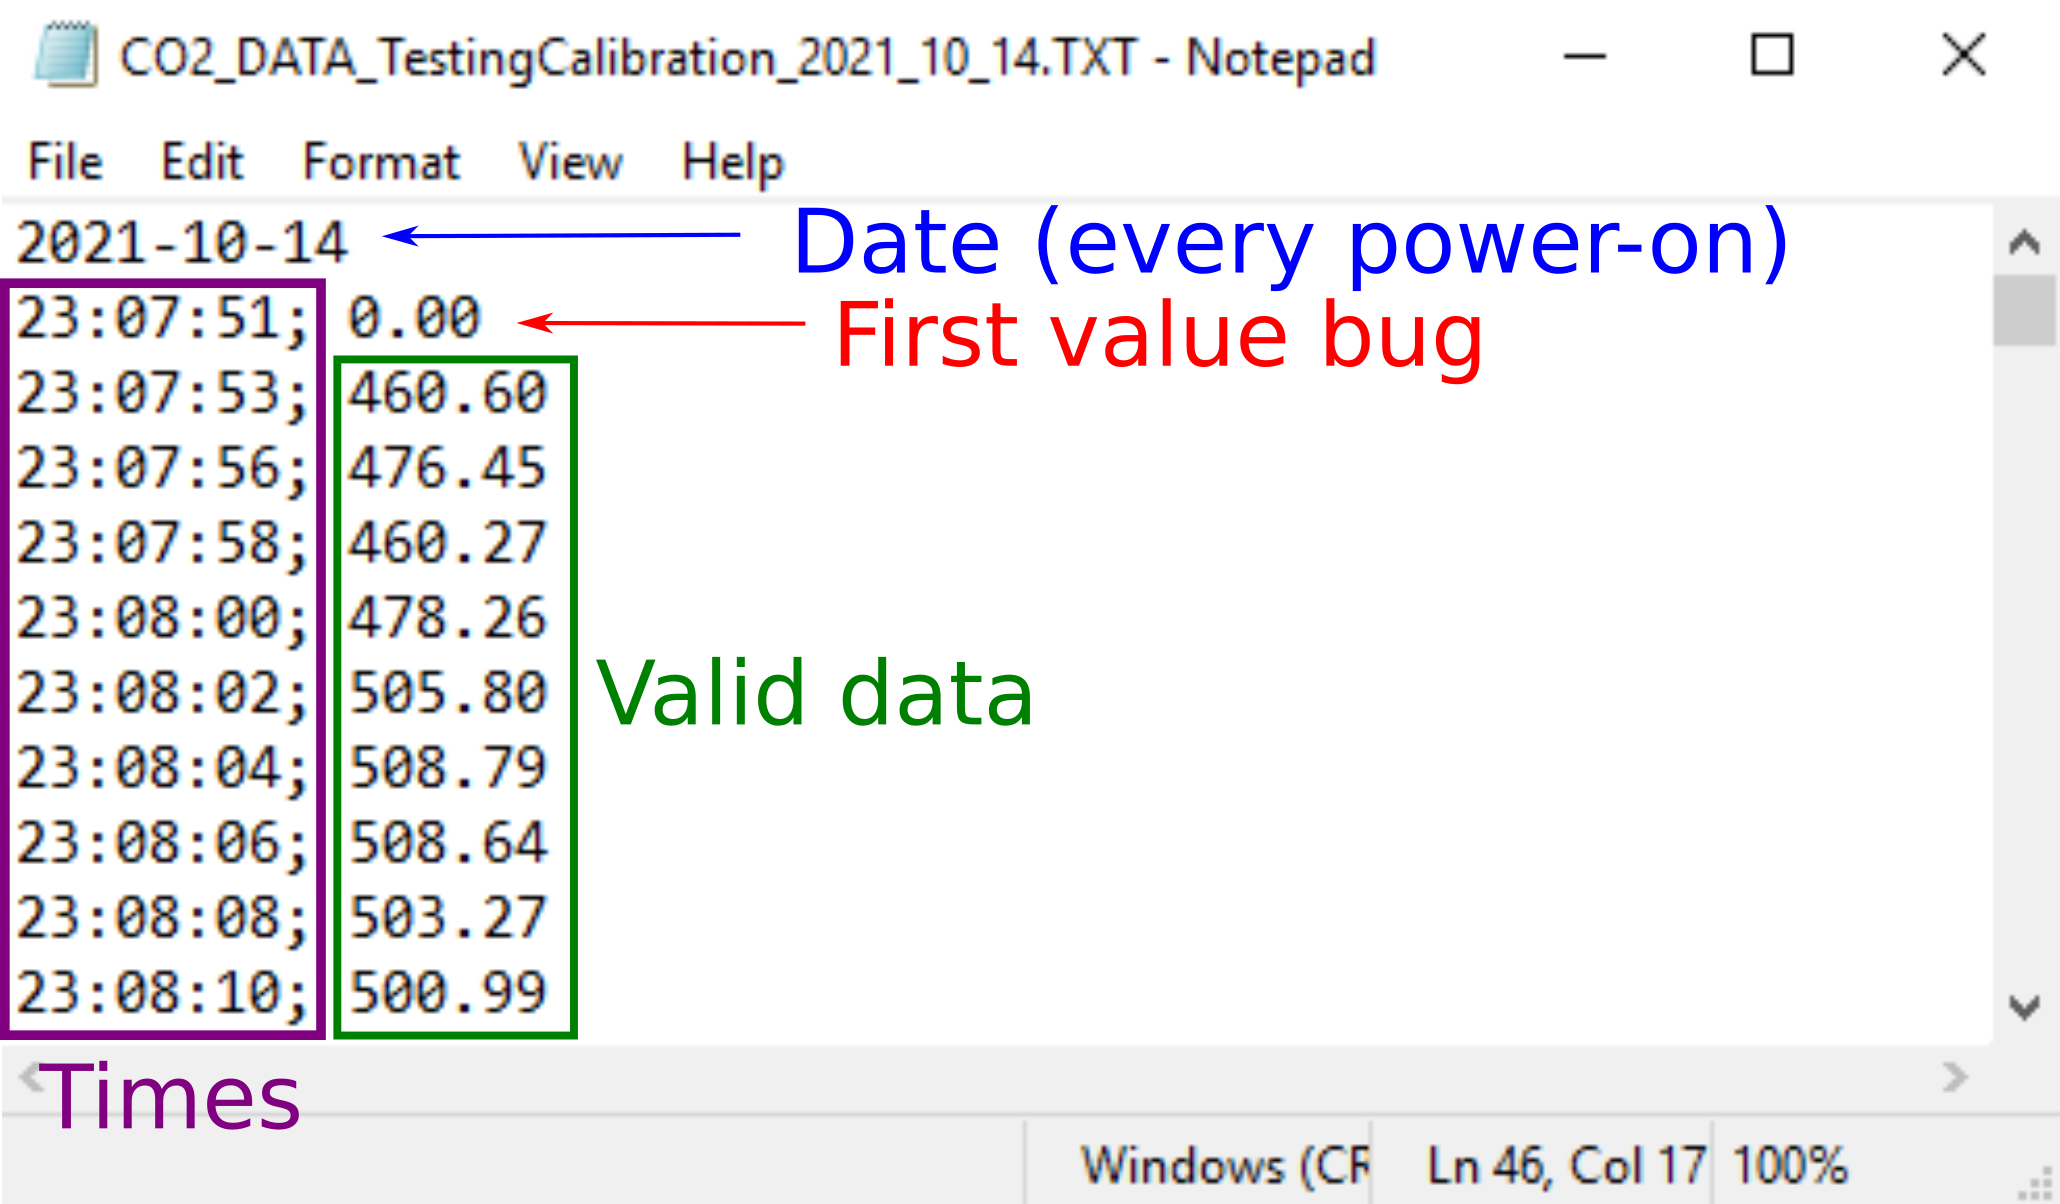 CO2_DATA_TestingCalibration_2021_10_14.TXT - Notepad
File Edit Format View Help
2021-10-14 Date (every power-on)
23:07:51; 0.00 First value bug
23:07:53; 460.60
23:07:56; 476.45
23:07:58; 460.27
23:08:00; 478.26
23:08:02; 505.80
Valid data
23:08:04; 508.79
23:08:06; 508.64
23:08:08; 503.27
23:08:10; 500.99
Times
Windows (CR Ln 46, Col 17 100%